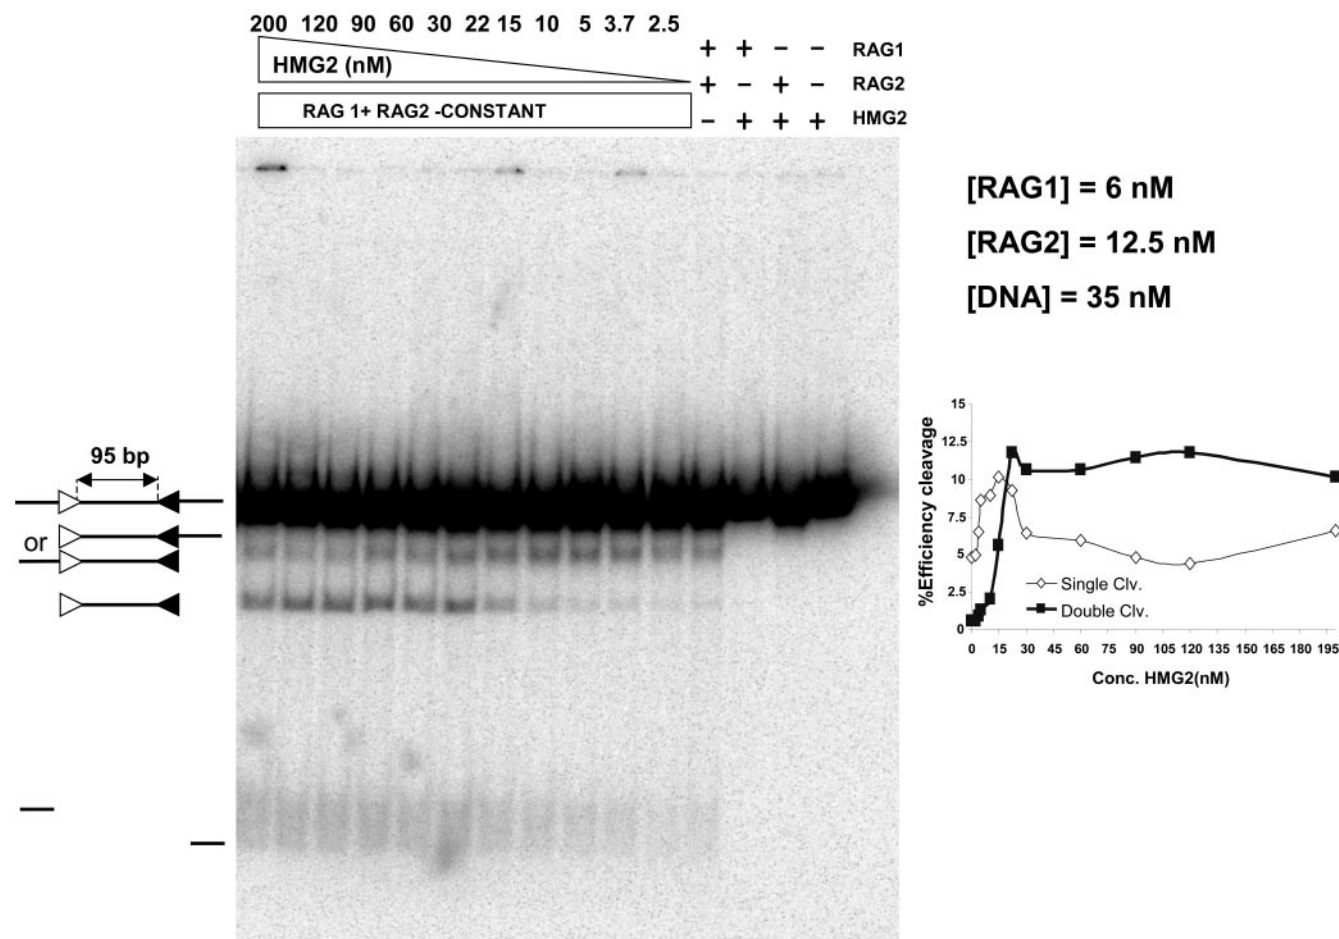 200 120 90 60 30 22 15 10 5 3.7 2.5
HMG2 (nM)
+ + – – RAG1
+ – + – RAG2
RAG 1+ RAG2 -CONSTANT
– + + + HMG2
[RAG1] = 6 nM
[RAG2] = 12.5 nM
[DNA] = 35 nM
95 bp
or
%Efficiency cleavage
15
12.5
10
7.5
5
2.5
0
Single Clv.
Double Clv.
0 15 30 45 60 75 90 105 120 135 150 165 180 195
Conc. HMG2(nM)